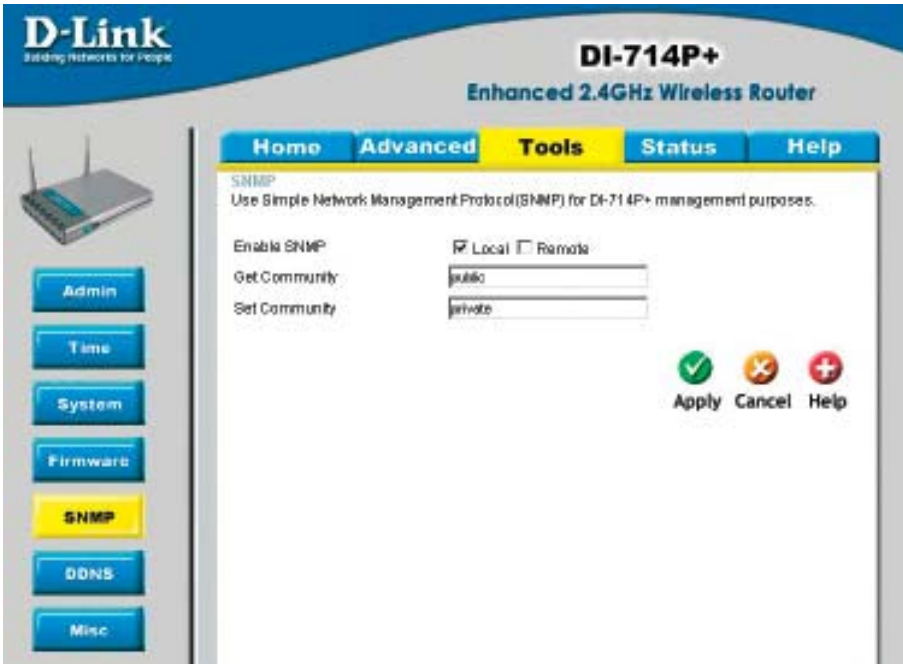 D-Link
Building Networks for People
DI-714P+
Enhanced 2.4GHz Wireless Router
Home Advanced Tools Status Help
SNMP
Use Simple Network Management Protocol(SNMP) for DI-714P+ management purposes.
Enable SNMP Local Remote
Get Community public
Set Community private
Apply Cancel Help
Admin
Time
System
Firmware
SNMP
DDNS
Misc